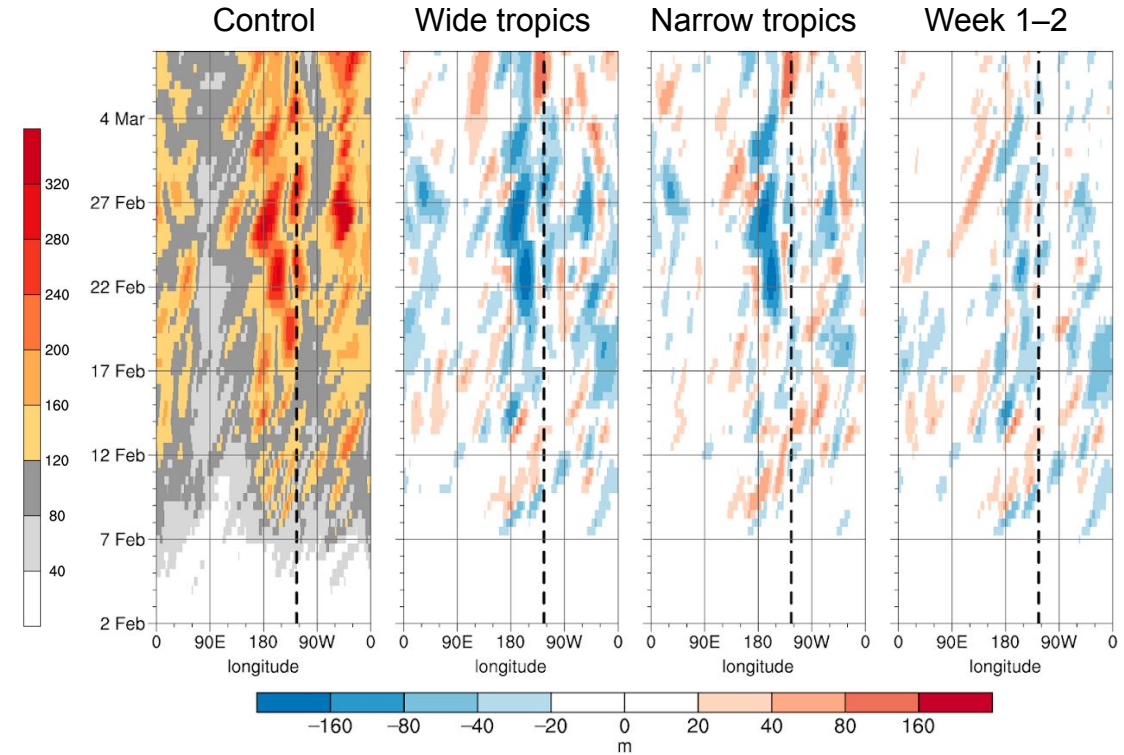 Control Wide tropics Narrow tropics Week 1–2
320
280
240
200
160
120
80
40
4 Mar
27 Feb
22 Feb
17 Feb
12 Feb
7 Feb
2 Feb
0 90E 180 90W 0
longitude
0 90E 180 90W 0
longitude
0 90E 180 90W 0
longitude
0 90E 180 90W 0
longitude
−160 −80 −40 −20 0 20 40 80 160
m